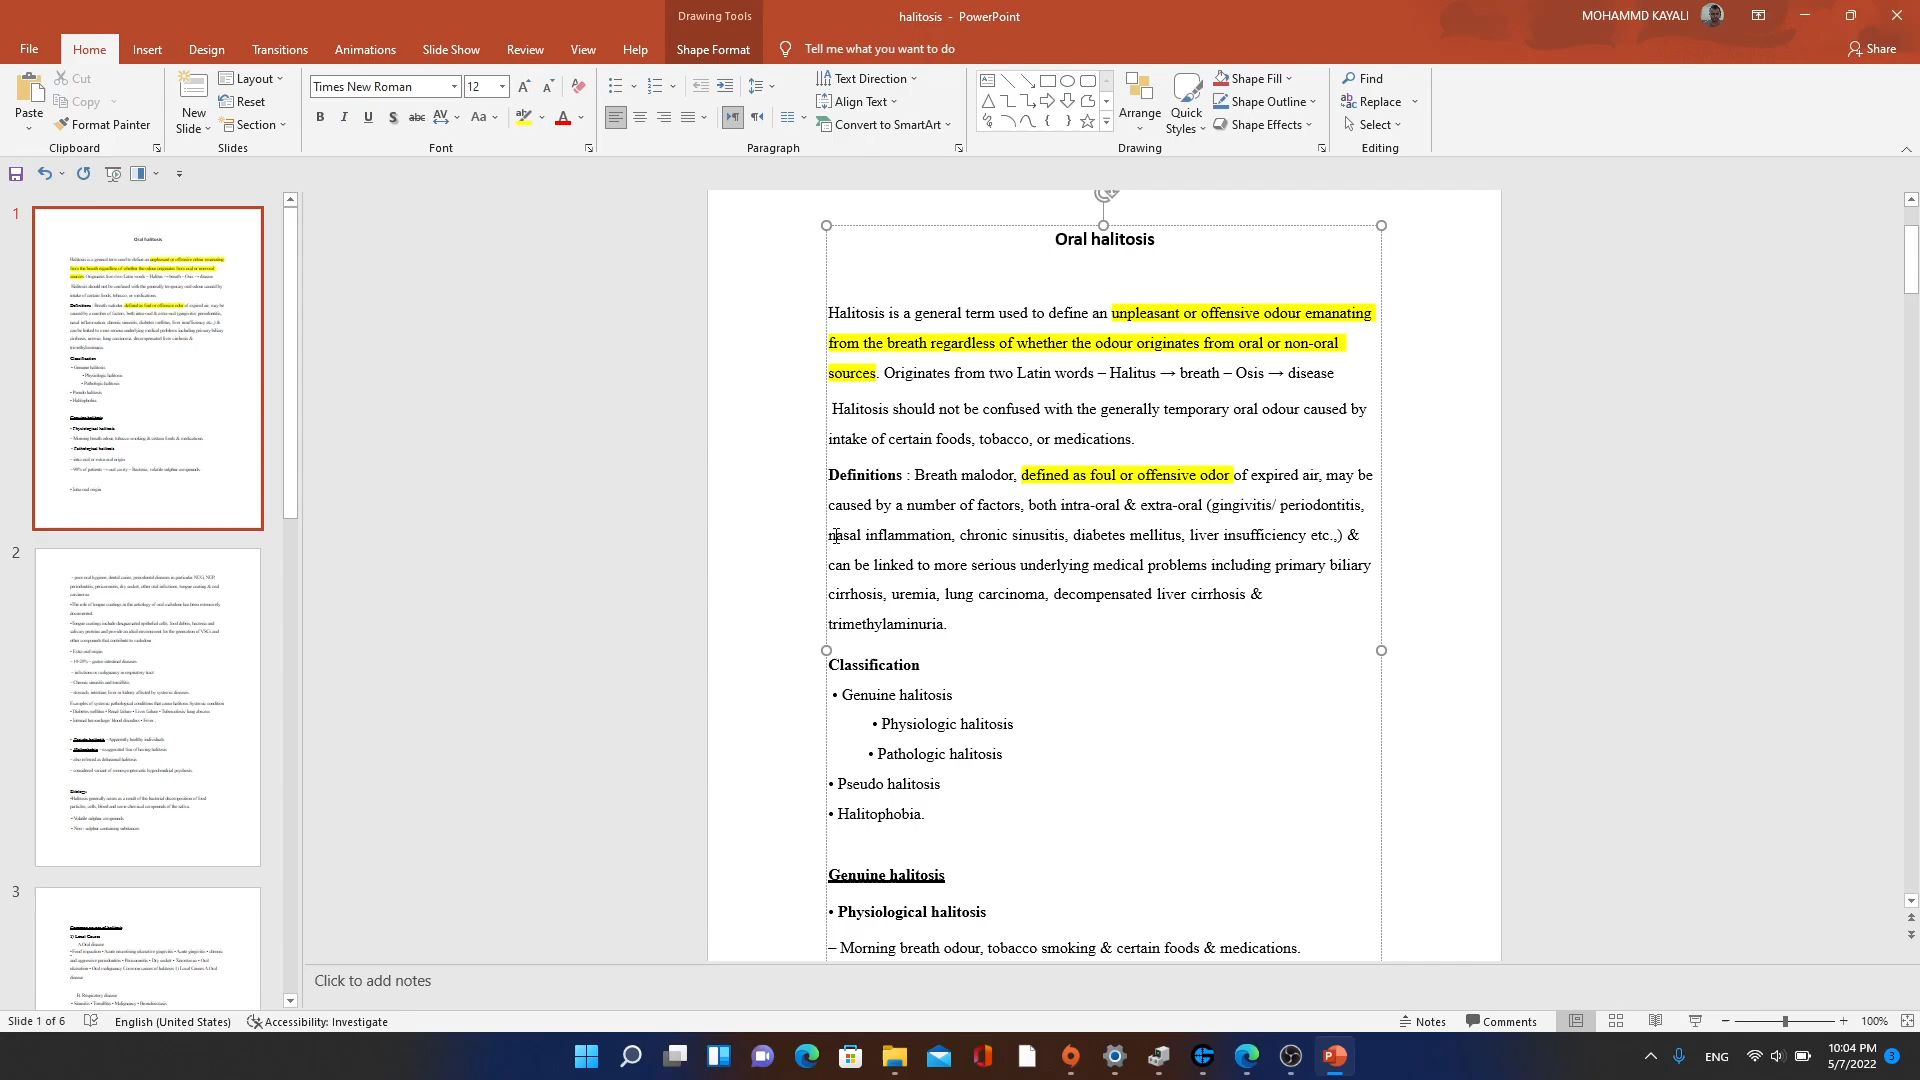 Drawing Tools
halitosis - PowerPoint
MOHAMMD KAYALI
File Home Insert Design Transitions Animations Slide Show Review View Help Shape Format Tell me what you want to do
Share
Cut
Copy
Paste
Format Painter
Clipboard
New Slide
Layout
Reset
Section
Slides
Times New Roman 12
B I U S abc AV Aa A
Font
Text Direction
Align Text
Convert to SmartArt
Paragraph
Arrange
Quick Styles
Shape Fill
Shape Outline
Shape Effects
Drawing
Find
Replace
Select
Editing
1
2
3
Oral halitosis
Halitosis is a general term used to define an unpleasant or offensive odour emanating
from the breath regardless of whether the odour originates from oral or non-oral
sources. Originates from two Latin words – Halitus → breath – Osis → disease
Halitosis should not be confused with the generally temporary oral odour caused by
intake of certain foods, tobacco, or medications.
Definitions : Breath malodor, defined as foul or offensive odor of expired air, may be
caused by a number of factors, both intra-oral & extra-oral (gingivitis/ periodontitis,
nasal inflammation, chronic sinusitis, diabetes mellitus, liver insufficiency etc.,) &
can be linked to more serious underlying medical problems including primary biliary
cirrhosis, uremia, lung carcinoma, decompensated liver cirrhosis &
trimethylaminuria.
Classification
• Genuine halitosis
• Physiologic halitosis
• Pathologic halitosis
• Pseudo halitosis
• Halitophobia.
Genuine halitosis
• Physiological halitosis
– Morning breath odour, tobacco smoking & certain foods & medications.
Click to add notes
Slide 1 of 6
English (United States)
Accessibility: Investigate
Notes
Comments
100%
ENG
10:04 PM
5/7/2022
3